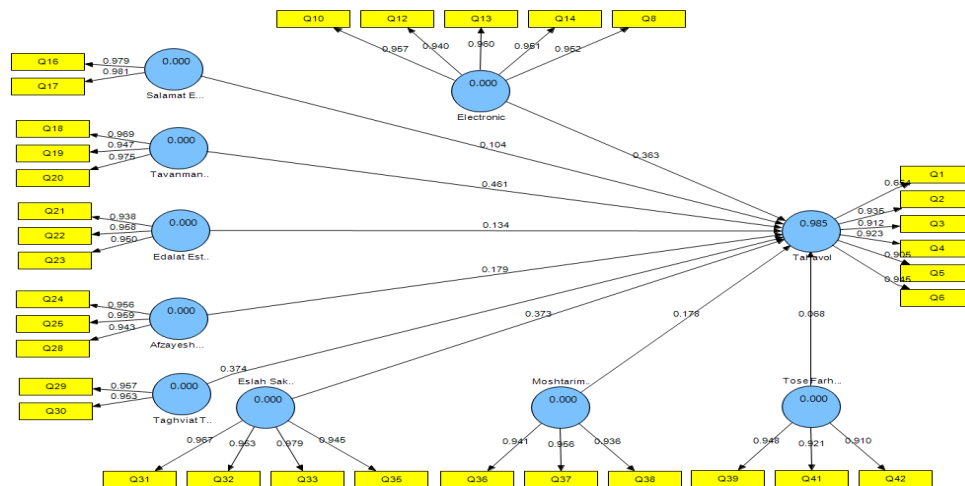 Q10
Q12
Q13
Q14
Q8
0.957
0.940
0.960
0.961
0.952
0.000
Electronic
Q16
Q17
0.979
0.981
0.000
Salamat E...
Q18
Q19
Q20
0.969
0.947
0.975
0.000
Tavanman...
Q21
Q22
Q23
0.938
0.958
0.950
0.000
Edalat Est...
Q24
Q25
Q28
0.956
0.969
0.943
0.000
Afzayesh...
Q29
Q30
0.957
0.953
0.000
Taghviat T...
0.104
0.363
0.461
0.134
0.179
0.374
0.373
0.178
0.068
0.985
Q1
Q2
Q3
Q4
Q5
Q6
0.935
0.912
0.923
0.905
0.945
Eslah Sak...
0.000
0.967
0.953
0.979
0.945
Q31
Q32
Q33
Q35
Moshtarim...
0.000
0.941
0.956
0.936
Q36
Q37
Q38
Tose Farh...
0.000
0.948
0.921
0.910
Q39
Q41
Q42